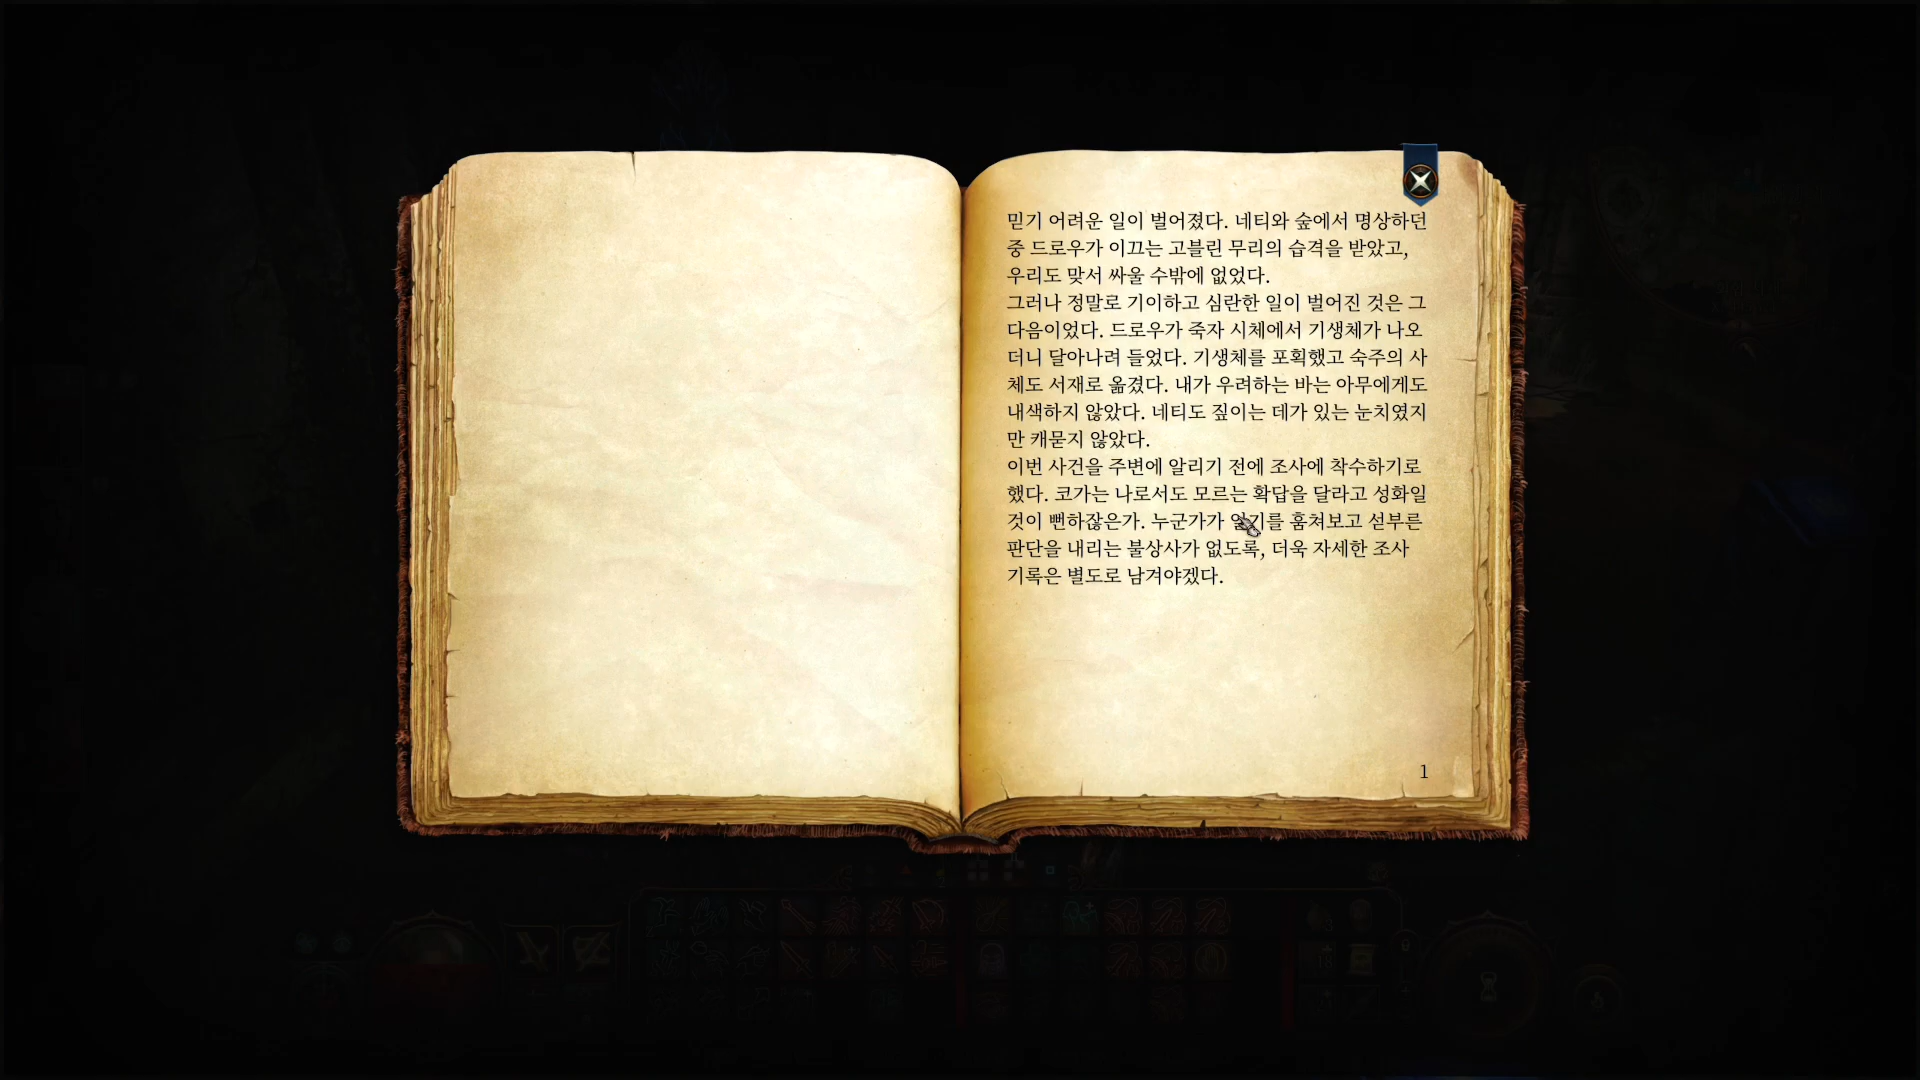 믿기 어려운 일이 벌어졌다. 네티와 숲에서 명상하던
중 드로우가 이끄는 고블린 무리의 습격을 받았고,
우리도 맞서 싸울 수밖에 없었다.
그러나 정말로 기이하고 심란한 일이 벌어진 것은 그
다음이었다. 드로우가 죽자 시체에서 기생체가 나오
더니 달아나려 들었다. 기생체를 포획했고 숙주의 사
체도 서재로 옮겼다. 내가 우려하는 바는 아무에게도
내색하지 않았다. 네티도 짚이는 데가 있는 눈치였지
만 캐묻지 않았다.
이번 사건을 주변에 알리기 전에 조사에 착수하기로
했다. 코가는 나로서도 모르는 확답을 달라고 성화일
것이 뻔하잖은가. 누군가가 일기를 훔쳐보고 섣부른
판단을 내리는 불상사가 없도록, 더욱 자세한 조사
기록은 별도로 남겨야겠다.
1